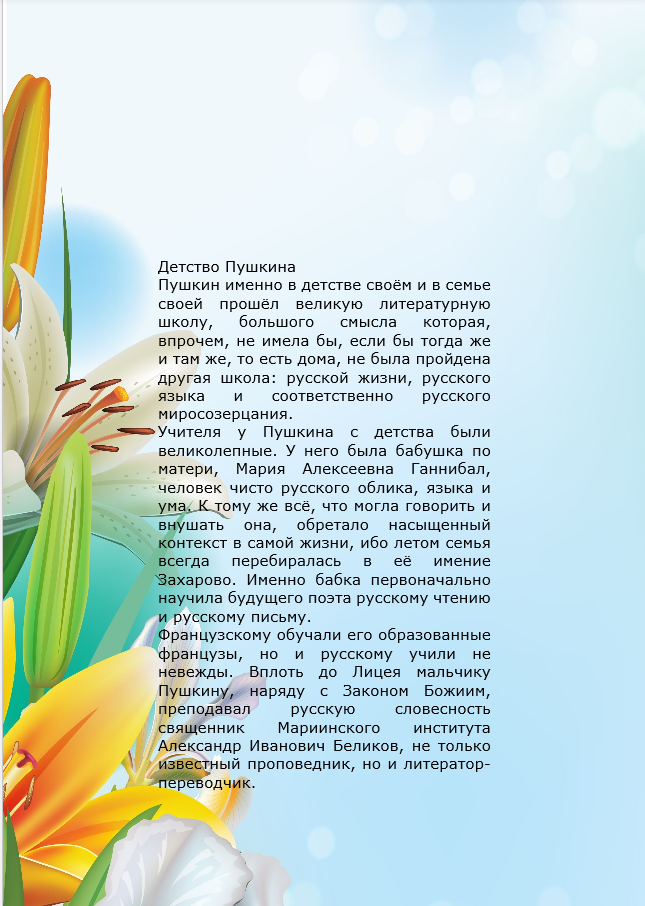 Детство Пушкина
Пушкин именно в детстве своём и в семье
своей прошёл великую литературную
школу, большого смысла которая,
впрочем, не имела бы, если бы тогда же
и там же, то есть дома, не была пройдена
другая школа: русской жизни, русского
языка и соответственно русского
миросозерцания.
Учителя у Пушкина с детства были
великолепные. У него была бабушка по
матери, Мария Алексеевна Ганнибал,
человек чисто русского облика, языка и
ума. К тому же всё, что могла говорить и
внушать она, обретало насыщенный
контекст в самой жизни, ибо летом семья
всегда перебиралась в её имение
Захарово. Именно бабка первоначально
научила будущего поэта русскому чтению
и русскому письму.
Французскому обучали его образованные
французы, но и русскому учили не
невежды. Вплоть до Лицея мальчику
Пушкину, наряду с Законом Божиим,
преподавал русскую словесность
священник Мариинского института
Александр Иванович Беликов, не только
известный проповедник, но и литератор-
переводчик.